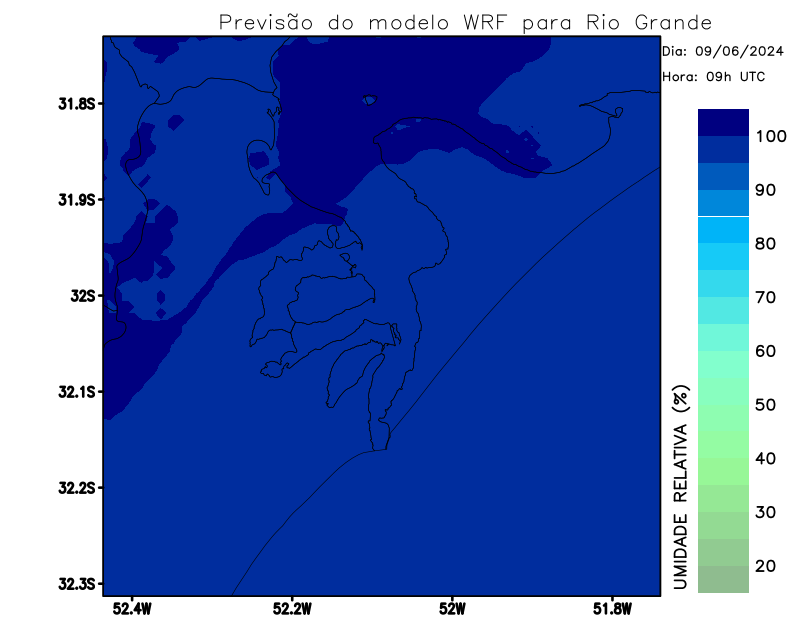 Previsão do modelo WRF para Rio Grande
Dia: 09/06/2024
Hora: 09h UTC
31.8S
31.9S
32S
32.1S
32.2S
32.3S
52.4W
52.2W
52W
51.8W
100
90
80
70
60
50
40
30
20
UMIDADE RELATIVA (%)